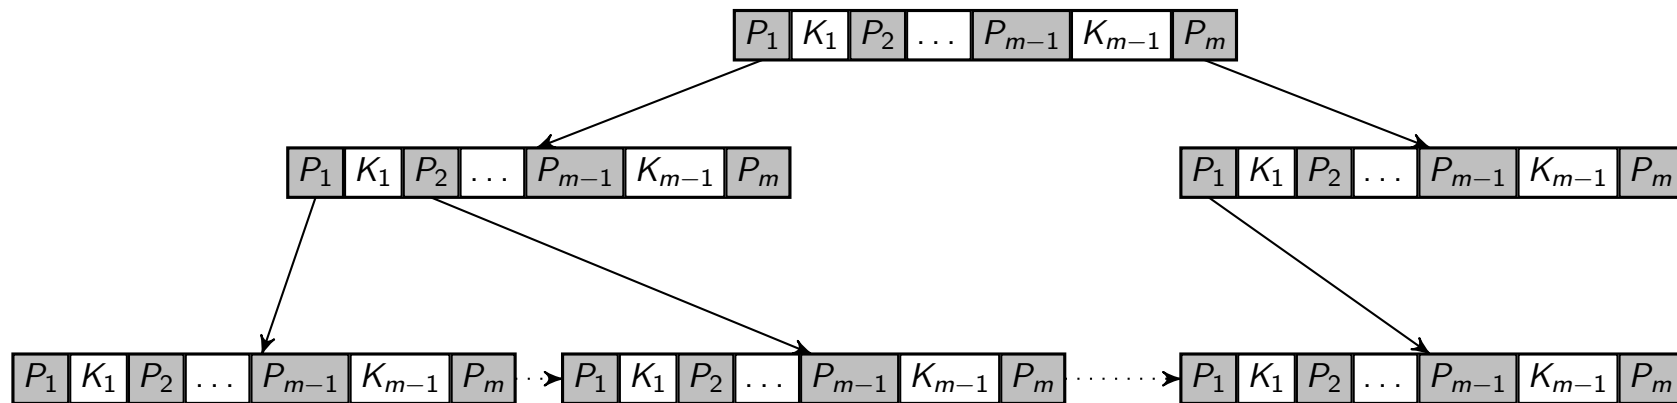 P₁ K₁ P₂ ... Pₘ₋₁ Kₘ₋₁ Pₘ
P₁ K₁ P₂ ... Pₘ₋₁ Kₘ₋₁ Pₘ
P₁ K₁ P₂ ... Pₘ₋₁ Kₘ₋₁ Pₘ
P₁ K₁ P₂ ... Pₘ₋₁ Kₘ₋₁ Pₘ
P₁ K₁ P₂ ... Pₘ₋₁ Kₘ₋₁ Pₘ
P₁ K₁ P₂ ... Pₘ₋₁ Kₘ₋₁ Pₘ